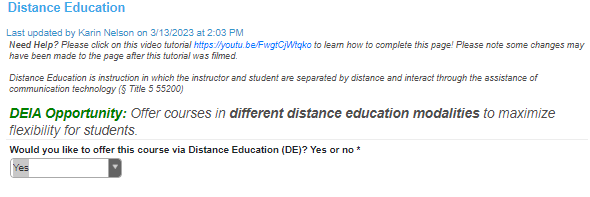 Distance Education
Last updated by Karin Nelson on 3/13/2023 at 2:03 PM
Need Help? Please click on this video tutorial https://youtu.be/FwgtCjWtqko to learn how to complete this page! Please note some changes may
have been made to the page after this tutorial was filmed.
Distance Education is instruction in which the instructor and student are separated by distance and interact through the assistance of
communication technology (§ Title 5 55200)
DEIA Opportunity: Offer courses in different distance education modalities to maximize
flexibility for students.
Would you like to offer this course via Distance Education (DE)? Yes or no *
Yes